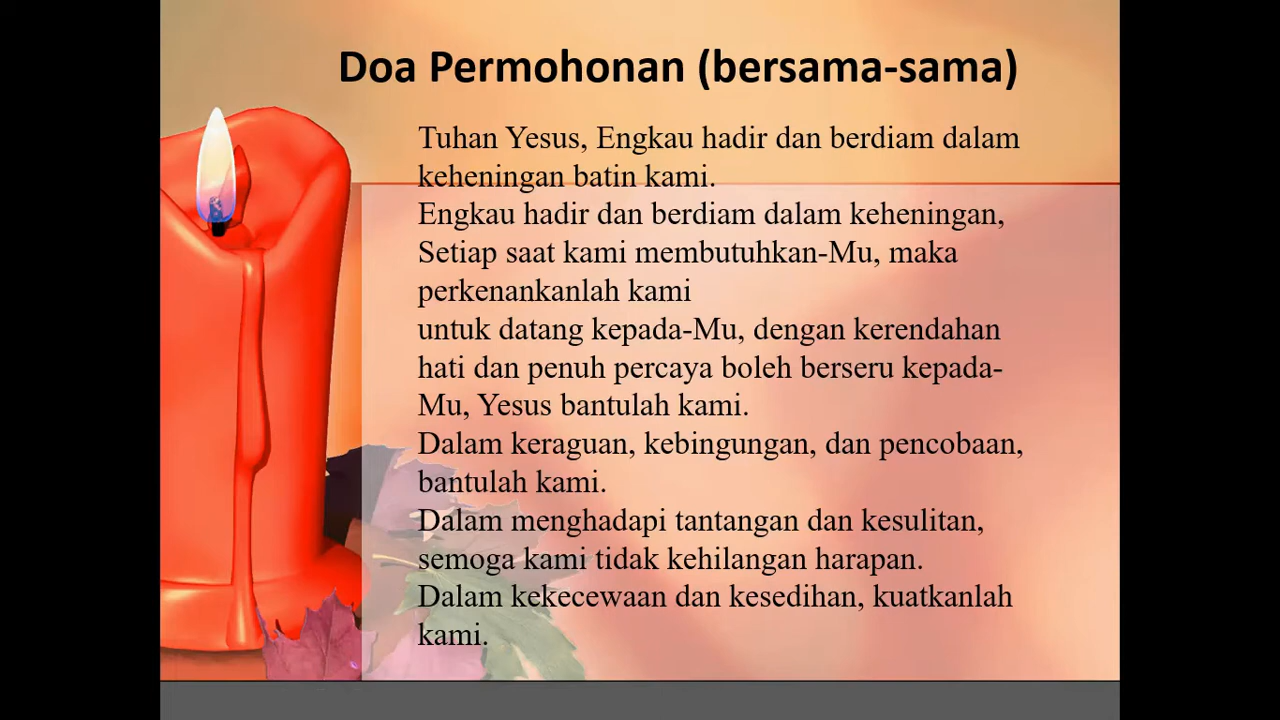 Doa Permohonan (bersama-sama)
Tuhan Yesus, Engkau hadir dan berdiam dalam
keheningan batin kami.
Engkau hadir dan berdiam dalam keheningan,
Setiap saat kami membutuhkan-Mu, maka
perkenankanlah kami
untuk datang kepada-Mu, dengan kerendahan
hati dan penuh percaya boleh berseru kepada-
Mu, Yesus bantulah kami.
Dalam keraguan, kebingungan, dan pencobaan,
bantulah kami.
Dalam menghadapi tantangan dan kesulitan,
semoga kami tidak kehilangan harapan.
Dalam kekecewaan dan kesedihan, kuatkanlah
kami.